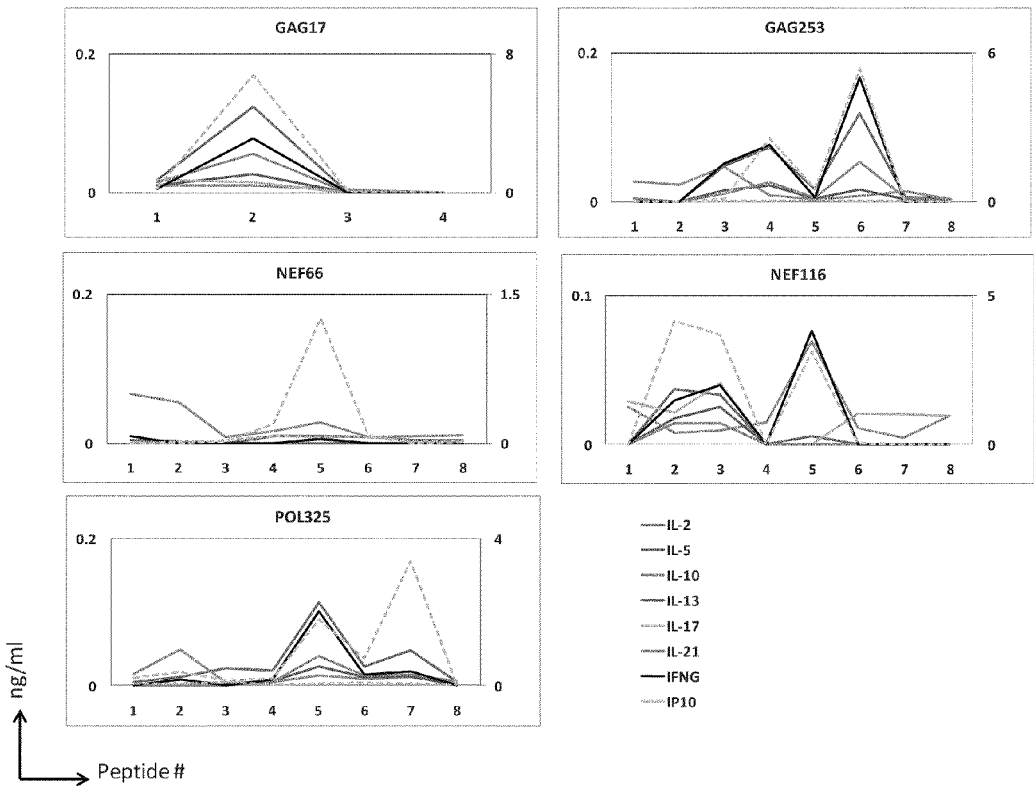 GAG17
0.2
8
0
0
1 2 3 4
GAG253
0.2
6
0
0
1 2 3 4 5 6 7 8
NEF66
0.2
1.5
0
0
1 2 3 4 5 6 7 8
NEF116
0.1
5
0
0
1 2 3 4 5 6 7 8
POL325
0.2
4
0
0
1 2 3 4 5 6 7 8
IL-2
IL-5
IL-10
IL-13
IL-17
IL-21
IFNG
IP10
ng/ml
Peptide #